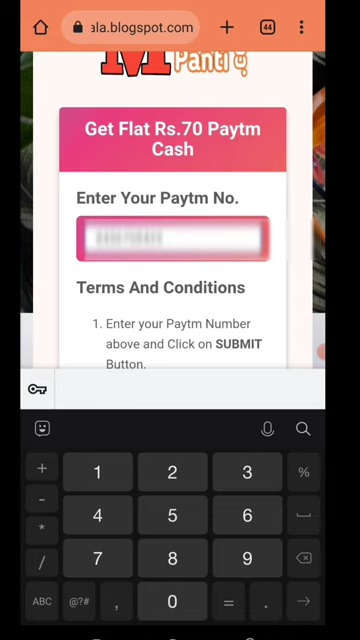 ala.blogspot.com
44
Panti
Get Flat Rs.70 Paytm
Cash
Enter Your Paytm No.
Terms And Conditions
1. Enter your Paytm Number
above and Click on SUBMIT
Button.
+ 1 2 3 %
- 4 5 6
*
/ 7 8 9
ABC @?# , 0 = .